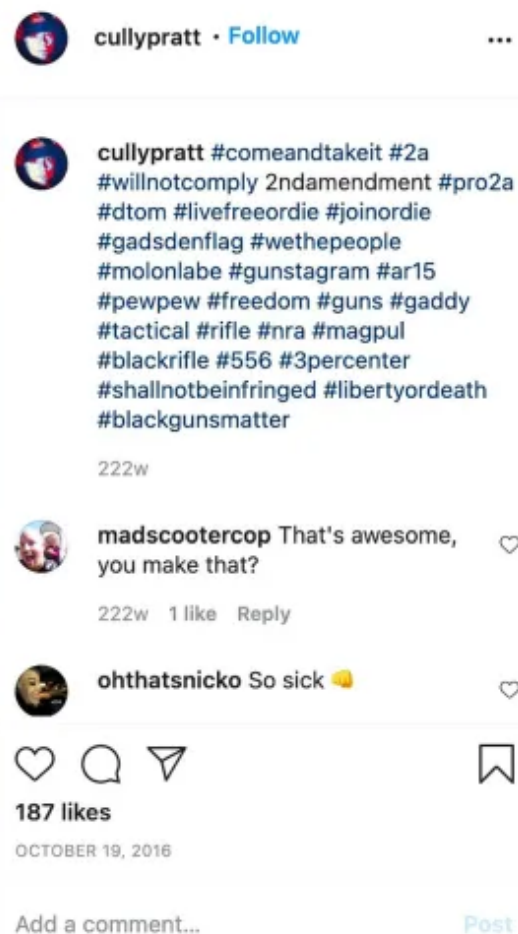 cullypratt • Follow
cullypratt #comeandtakeit #2a
#willnotcomply 2ndamendment #pro2a
#dtom #livefreeordie #joinordie
#gadsdenflag #wethepeople
#molonlabe #gunstagram #ar15
#pewpew #freedom #guns #gaddy
#tactical #rifle #nra #magpul
#blackrifle #556 #3percenter
#shallnotbeinfringed #libertyordeath
#blackgunsmatter
222w
madscootercop That's awesome,
you make that?
222w 1 like Reply
ohthatsnicko So sick 👊
187 likes
OCTOBER 19, 2016
Add a comment... Post